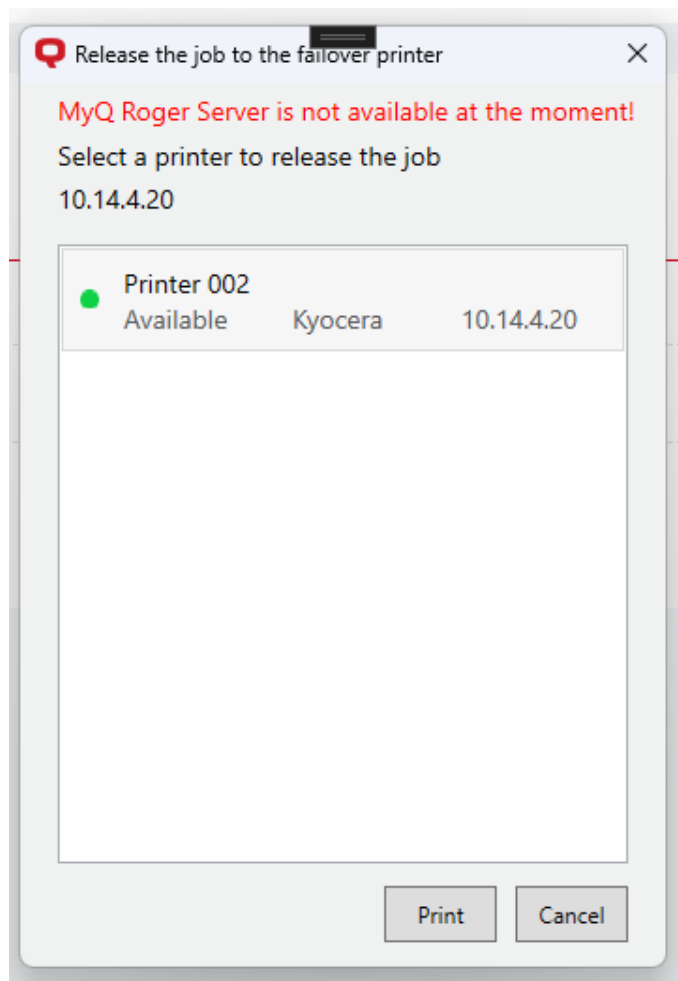 Release the job to the failover printer
MyQ Roger Server is not available at the moment!
Select a printer to release the job
10.14.4.20
Printer 002
Available Kyocera 10.14.4.20
Print Cancel